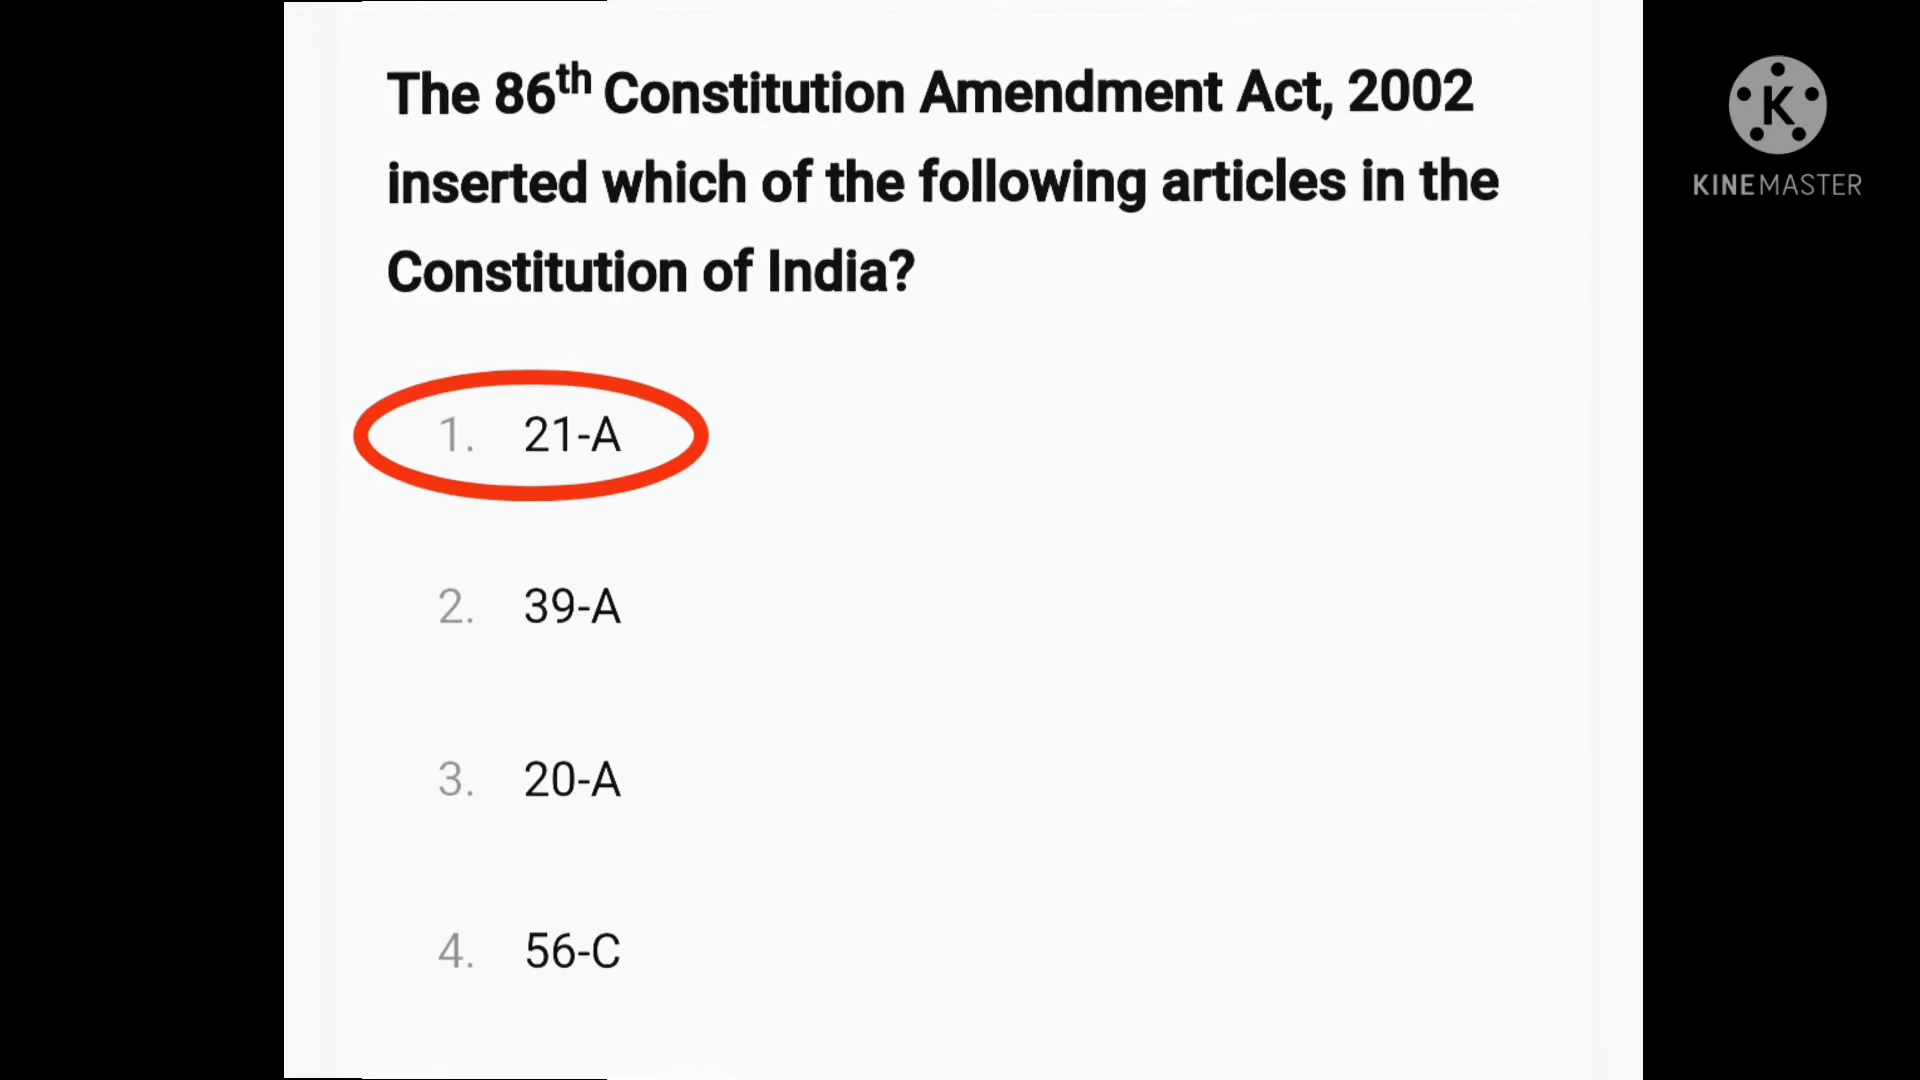 The 86th Constitution Amendment Act, 2002
inserted which of the following articles in the
Constitution of India?
1. 21-A
2. 39-A
3. 20-A
4. 56-C
K
KINEMASTER